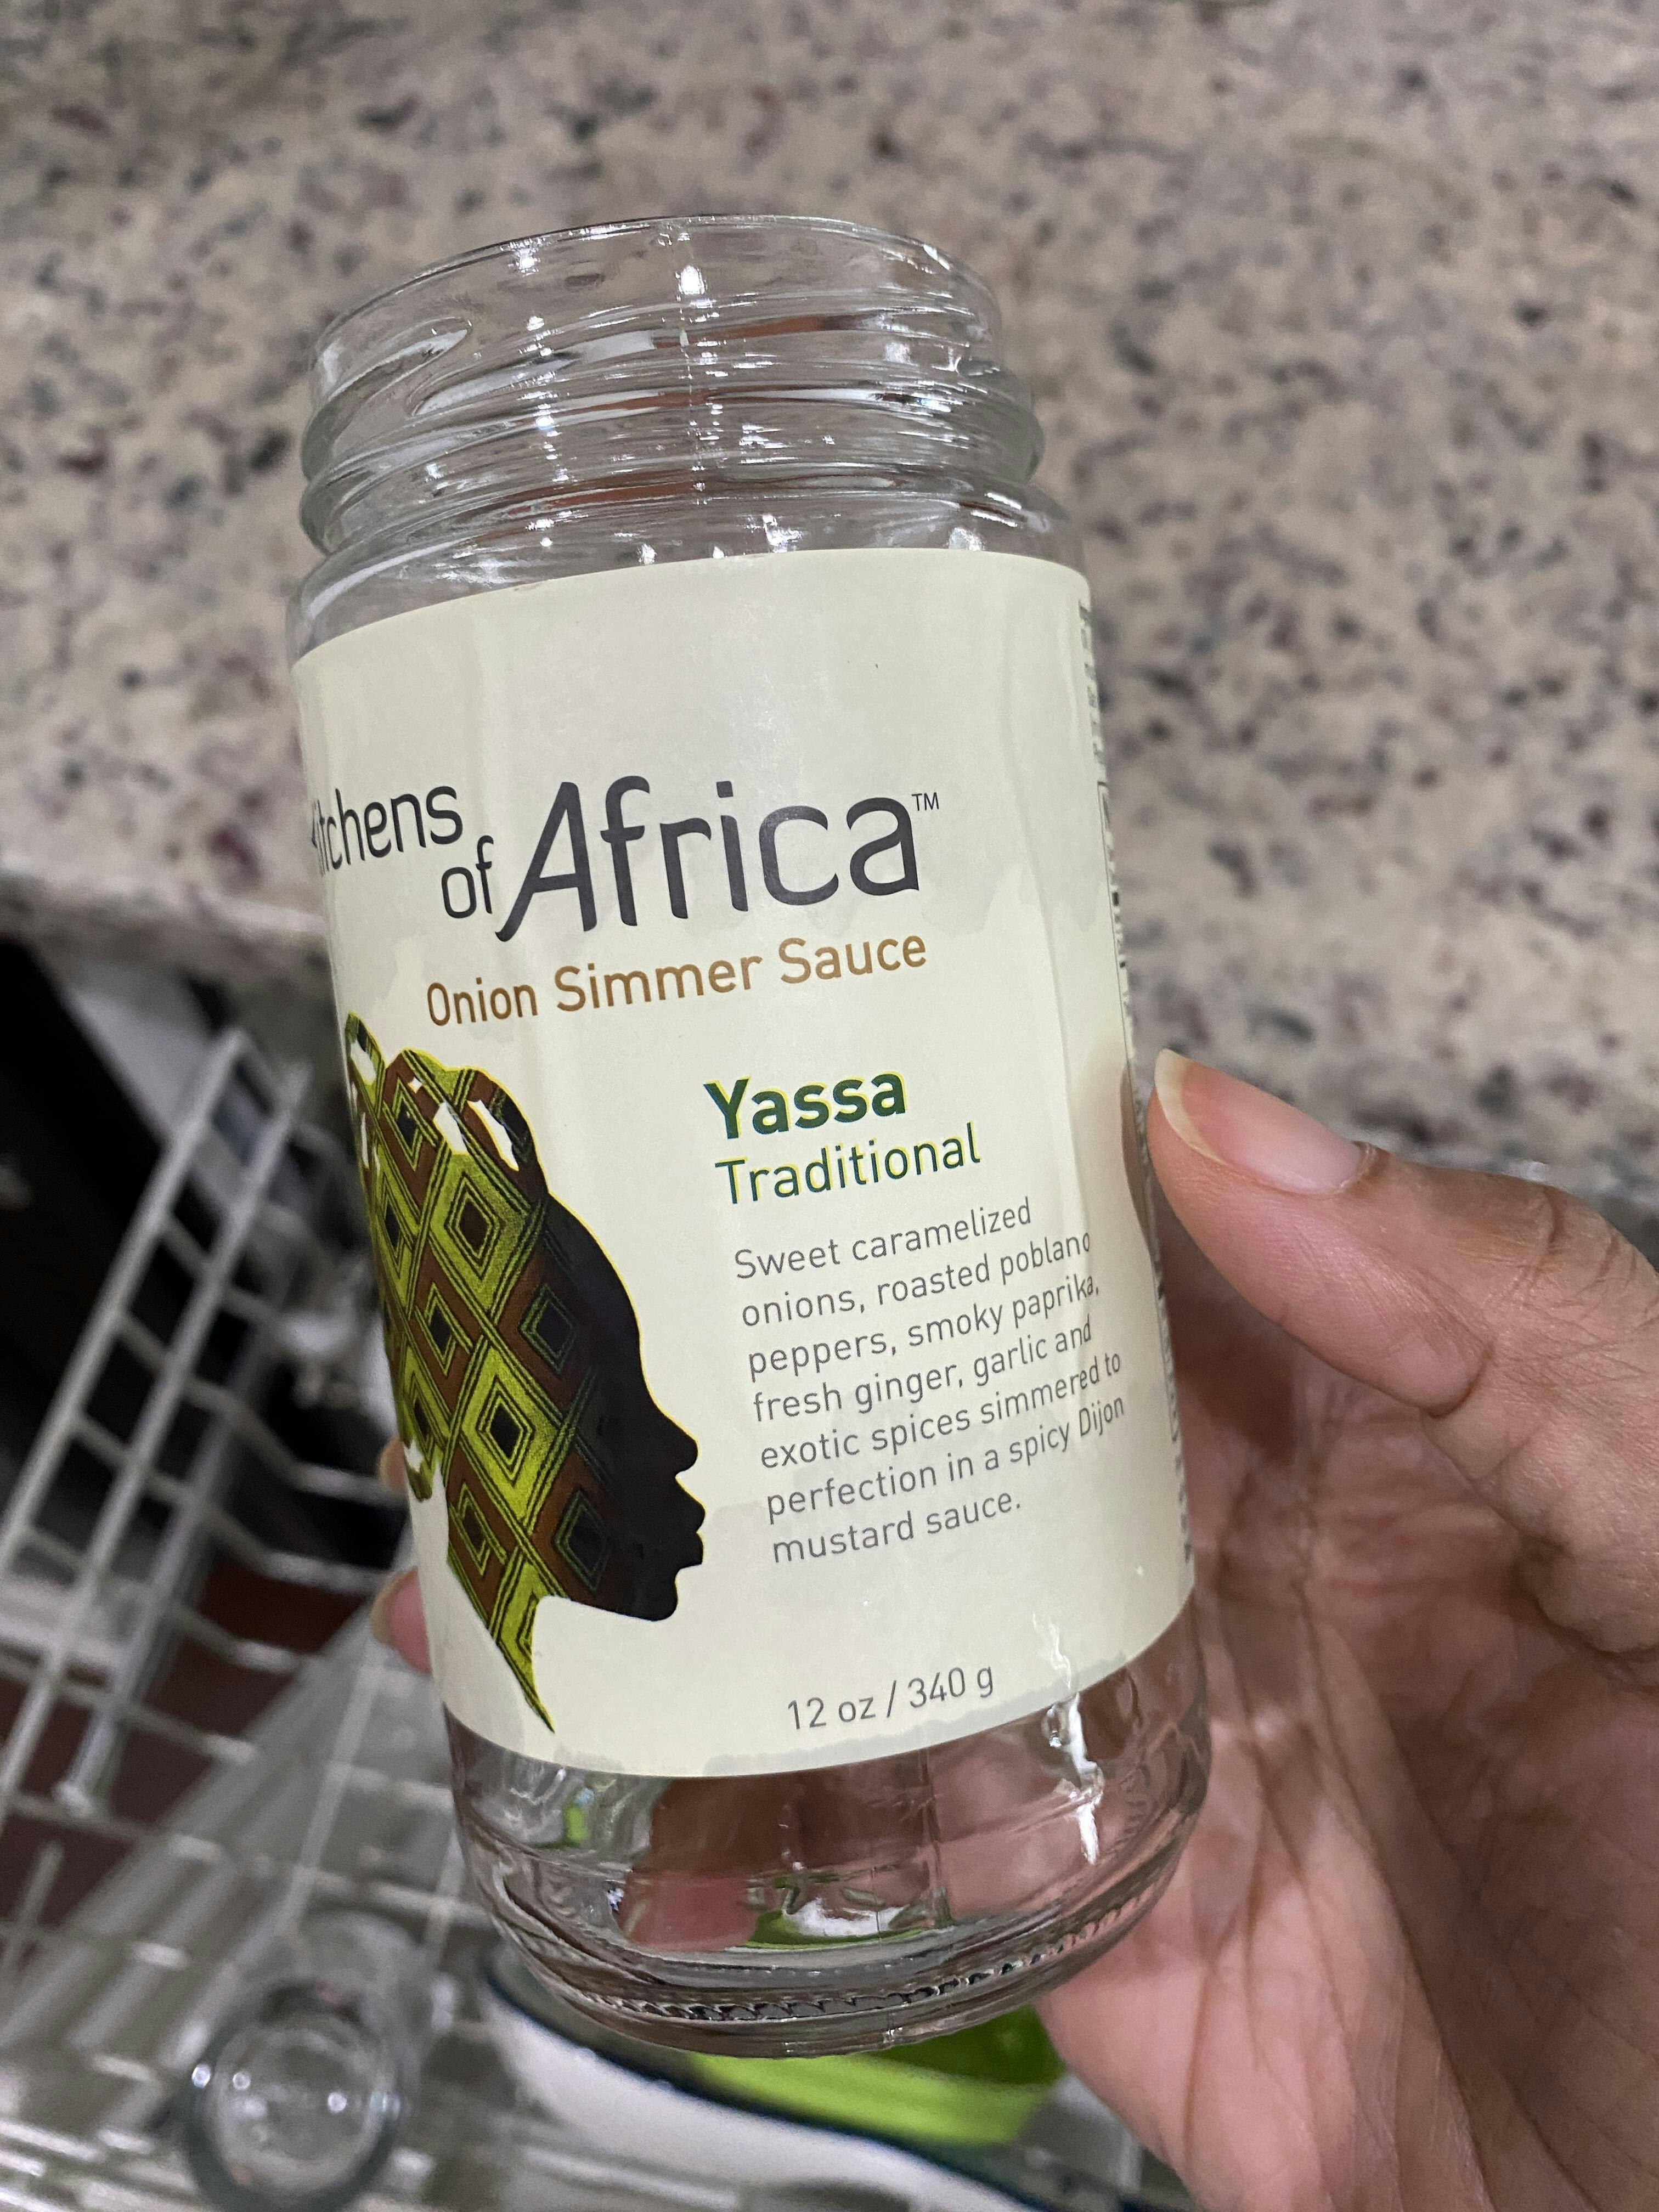 Kitchens
of Africa™
Onion Simmer Sauce
Yassa
Traditional
Sweet caramelized
onions, roasted poblano
peppers, smoky paprika,
fresh ginger, garlic and
exotic spices simmered to
perfection in a spicy Dijon
mustard sauce.
12 oz / 340 g